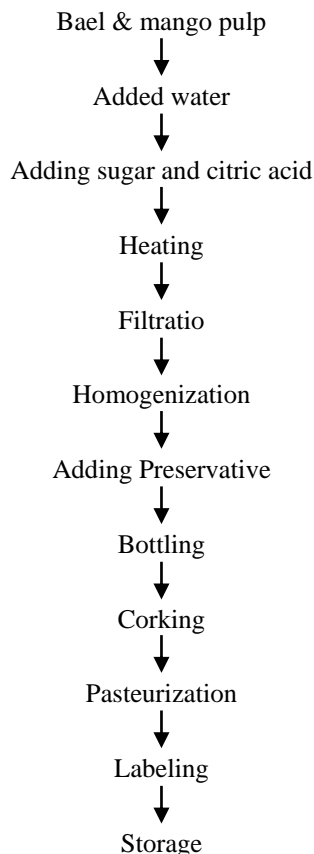 Bael & mango pulp
Added water
Adding sugar and citric acid
Heating
Filtratio
Homogenization
Adding Preservative
Bottling
Corking
Pasteurization
Labeling
Storage